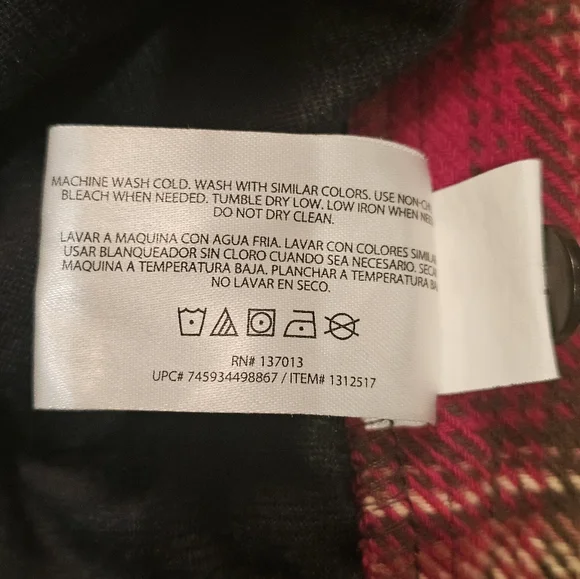 MACHINE WASH COLD. WASH WITH SIMILAR COLORS. USE
BLEACH WHEN NEEDED. TUMBLE DRY LOW. LOW IRON WHEN
DO NOT DRY CLEAN.
LAVAR A MAQUINA CON AGUA FRIA. LAVAR CON COLORES
USAR BLANQUEADOR SIN CLORO CUANDO SEA NECESARIO.
MAQUINA A TEMPERATURA BAJA. PLANCHAR A TEMPERATURA
NO LAVAR EN SECO.
RN# 137013
UPC# 745934498867 / ITEM# 1312517